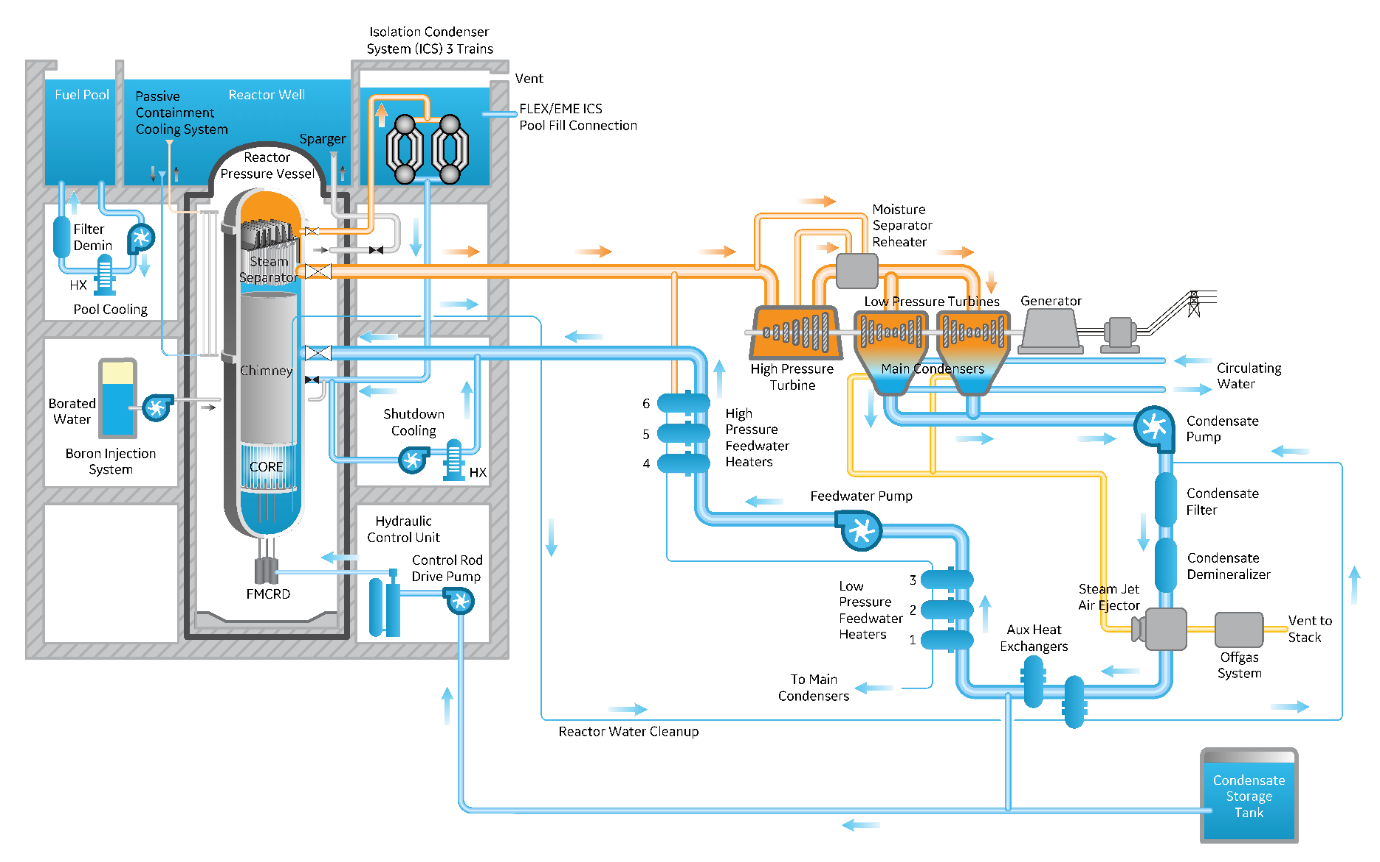 Isolation Condenser
System (ICS) 3 Trains
Vent
Fuel Pool
Passive
Containment
Cooling System
Reactor Well
FLEX/EME ICS
Pool Fill Connection
Sparger
Reactor
Pressure Vessel
Filter
Demin
HX
Pool Cooling
Steam
Separator
Moisture
Separator
Reheater
Low Pressure Turbines
Generator
High Pressure
Turbine
Main Condensers
Circulating
Water
Chimney
Borated
Water
Boron Injection
System
Shutdown
Cooling
HX
CORE
6
5
4
High
Pressure
Feedwater
Heaters
Condensate
Pump
Condensate
Filter
Condensate
Demineralizer
Feedwater Pump
Hydraulic
Control Unit
Control Rod
Drive Pump
FMCRD
3
2
1
Low
Pressure
Feedwater
Heaters
Steam Jet
Air Ejector
Aux Heat
Exchangers
Offgas
System
Vent to
Stack
To Main
Condensers
Reactor Water Cleanup
Condensate
Storage
Tank